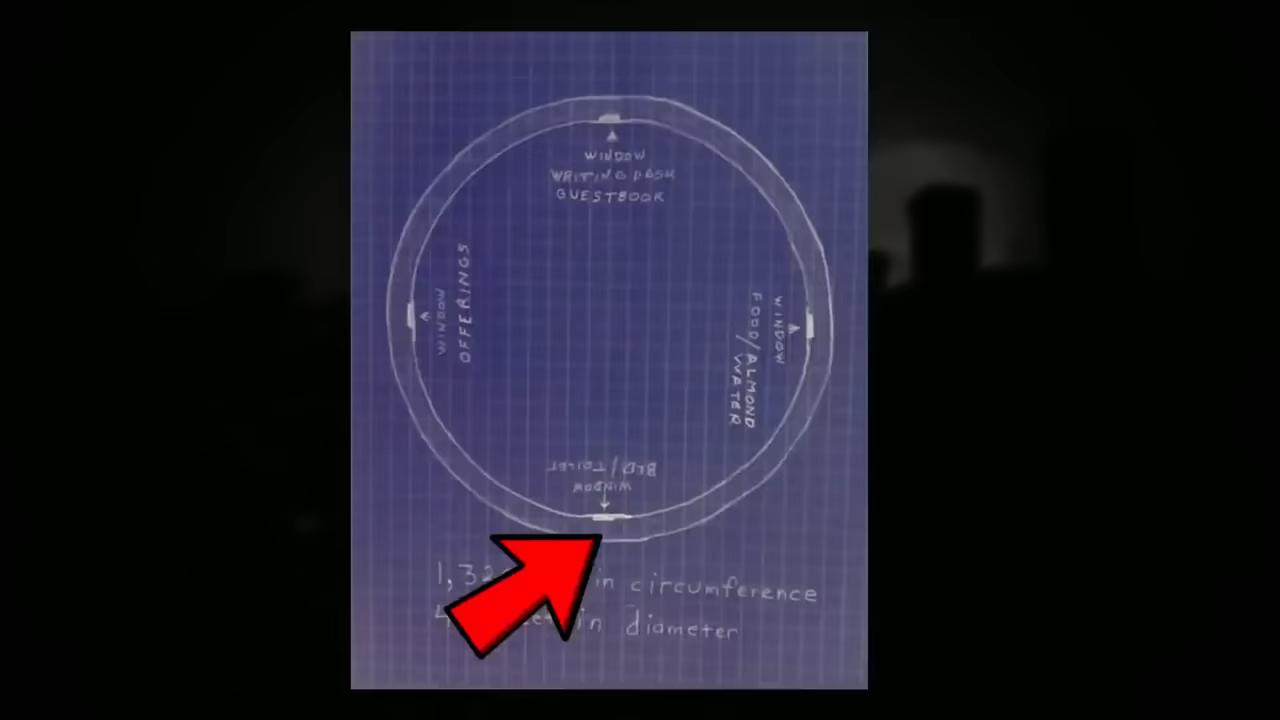 WINDOW
WRITING DESK
GUESTBOOK
WINDOW
OFFERINGS
WINDOW
FOOD/ALMOND
WATER
BED/TOILET
WINDOW
in circumference
in diameter